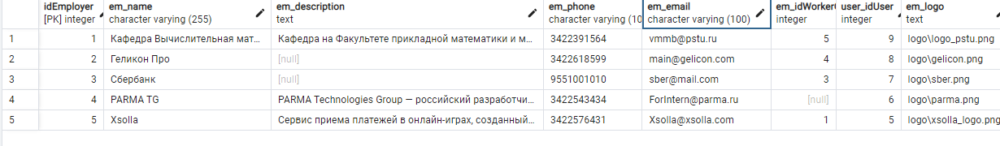 idEmployer em_name em_description em_phone em_email em_idWorker user_idUser em_logo
[PK] integer character varying (255) text character varying (10 character varying (100) integer integer text
1 1 Кафедра Вычислительная мат... Кафедра на Факультете прикладной математики и м... 3422391564 vmmb@pstu.ru 5 9 logo\logo_pstu.png
2 2 Геликон Про [null] 3422618599 main@gelicon.com 4 8 logo\gelicon.png
3 3 Сбербанк [null] 9551001010 sber@mail.com 3 7 logo\sber.png
4 4 PARMA TG PARMA Technologies Group — российский разработчи... 3422543434 ForIntern@parma.ru [null] 6 logo\parma.png
5 5 Xsolla Сервис приема платежей в онлайн-играх, созданный... 3422576431 Xsolla@xsolla.com 1 5 logo\xsolla_logo.png